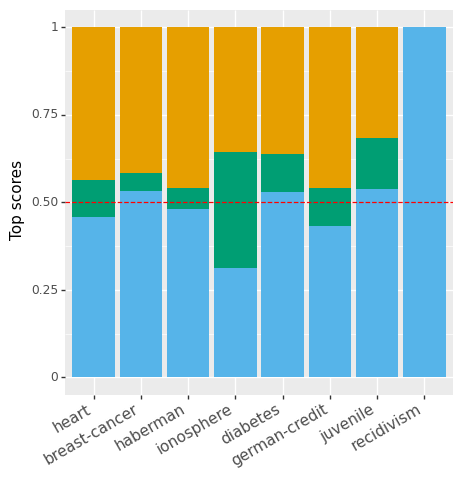 Top scores
1
0.75
0.50
0.25
0
heart
breast-cancer
haberman
ionosphere
diabetes
german-credit
juvenile
recidivism